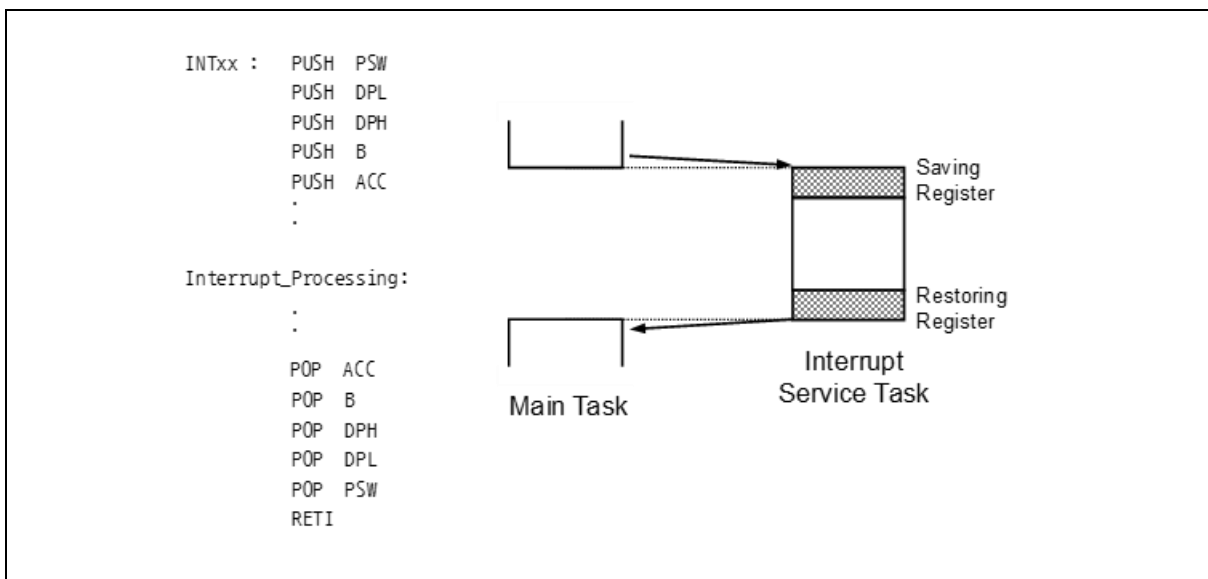 INTxx : PUSH PSW
PUSH DPL
PUSH DPH
PUSH B
PUSH ACC
.
.
Interrupt_Processing:
.
.
POP ACC
POP B
POP DPH
POP DPL
POP PSW
RETI
Main Task
Saving
Register
Restoring
Register
Interrupt
Service Task